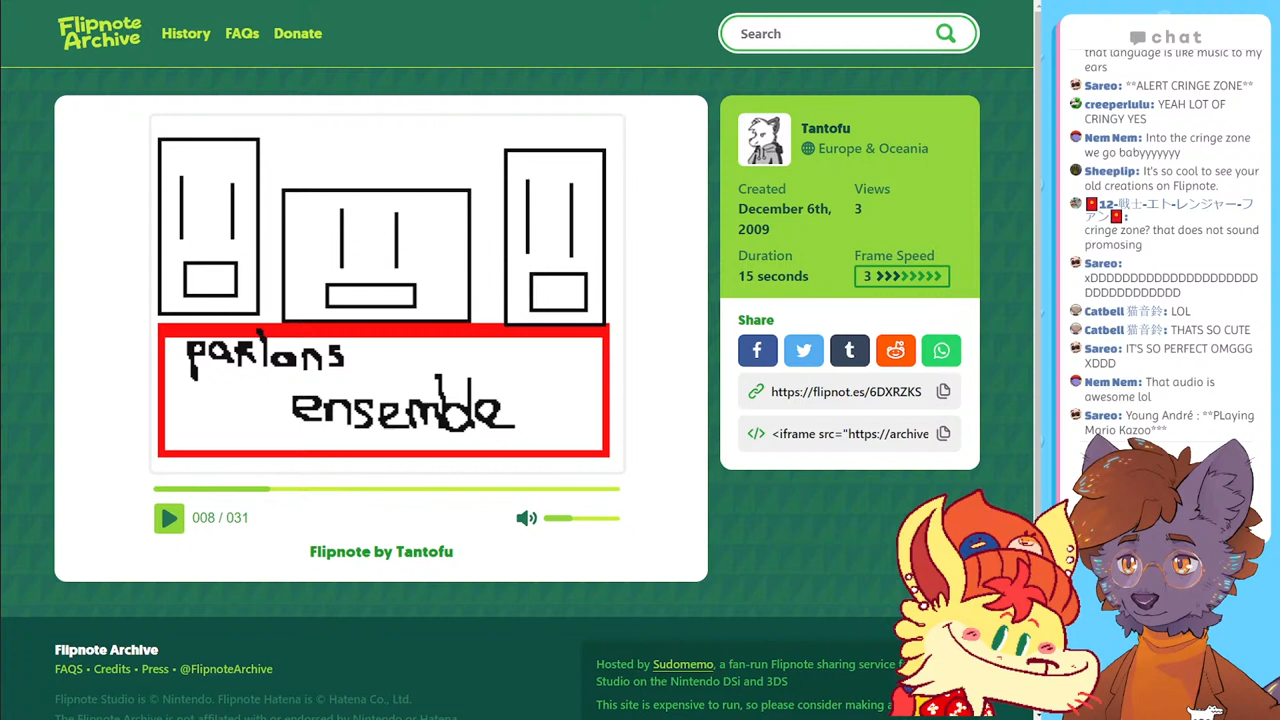 Flipnote Archive
History FAQs Donate
Search
parlans
ensemble
008 / 031
Flipnote by Tantofu
Tantofu
Europe & Oceania
Created
December 6th, 2009
Views
3
Duration
15 seconds
Frame Speed
3
Share
https://flipnot.es/6DXRZKS
<iframe src="https://archive
Flipnote Archive
FAQS • Credits • Press • @FlipnoteArchive
Flipnote Studio is © Nintendo. Flipnote Hatena is © Hatena Co., Ltd.
This archive
Hosted by Sudomemo, a fan-run Flipnote sharing service
Studio on the Nintendo DSi and 3DS
This site is expensive to run, so please consider making a
chat
that language is like music to my
ears
Sareo: **ALERT CRINGE ZONE**
creeperlulu: YEAH LOT OF
CRINGY YES
Nem Nem: Into the cringe zone
we go babyyyyyyy
Sheeplip: It's so cool to see your
old creations on Flipnote.
12-戦士-エト-レンジャー-フ
ァン:
cringe zone? that does not sound
promosing
Sareo:
xDDDDDDDDDDDDDDDDDDDDD
DDDDDDDDDDDD
Catbell 猫音鈴: LOL
Catbell 猫音鈴: THATS SO CUTE
Sareo: IT'S SO PERFECT OMGGG
XDDD
Nem Nem: That audio is
awesome lol
Sareo: Young André : **PLaying
Mario Kazoo***